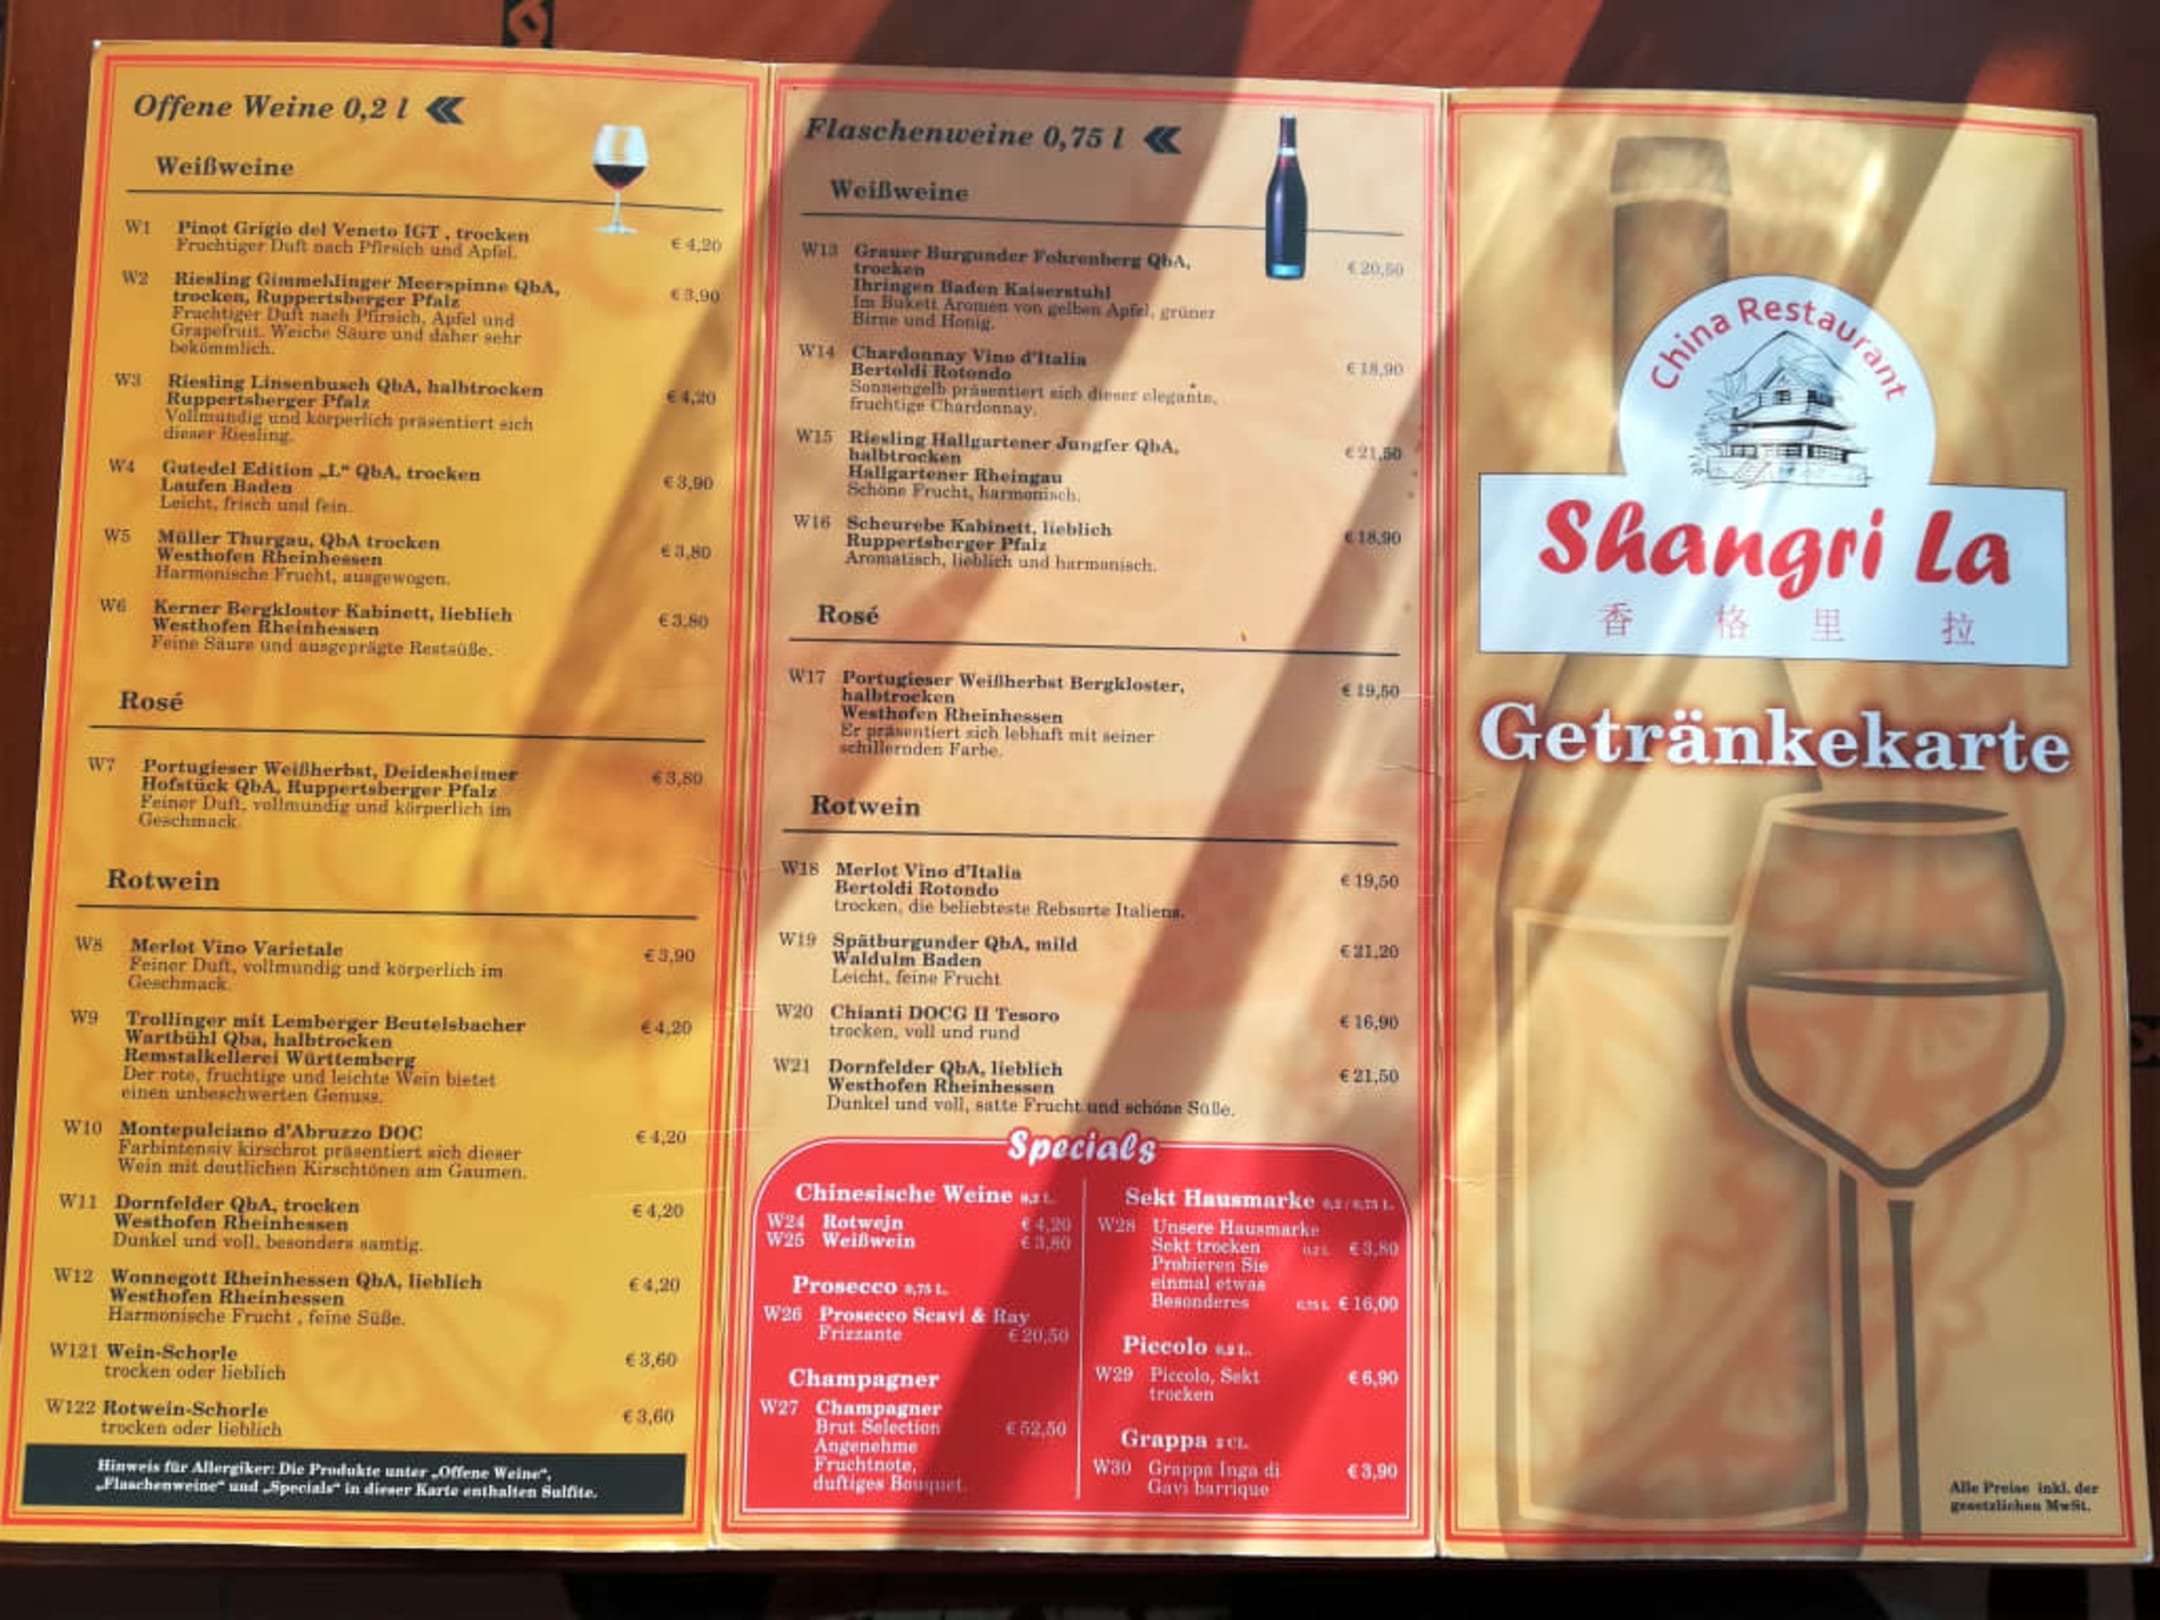 Offene Weine 0,2 l
Weißweine
W1 Pinot Grigio del Veneto IGT , trocken
Fruchtiger Duft nach Pfirsich und Apfel. € 4,20
W2 Riesling Gimmeldinger Meerspinne QbA,
trocken, Ruppertsberger Pfalz € 3,90
Fruchtiger Duft nach Pfirsich, Apfel und
Grapefruit. Weiche Säure und daher sehr
bekömmlich.
W3 Riesling Linsenbusch QbA, halbtrocken
Ruppertsberger Pfalz € 4,20
Vollmundig und körperlich präsentiert sich
dieser Riesling.
W4 Gutedel Edition „L“ QbA, trocken
Laufen Baden € 3,90
Leicht, frisch und fein.
W5 Müller Thurgau, QbA trocken
Westhofen Rheinhessen € 3,80
Harmonische Frucht, ausgewogen.
W6 Kerner Bergkloster Kabinett, lieblich
Westhofen Rheinhessen € 3,80
Feine Säure und ausgeprägte Restsüße.
Rosé
W7 Portugieser Weißherbst, Deidesheimer
Hofstück QbA, Ruppertsberger Pfalz € 3,80
Feiner Duft, vollmundig und körperlich im
Geschmack.
Rotwein
W8 Merlot Vino Varietale € 3,90
Feiner Duft, vollmundig und körperlich im
Geschmack.
W9 Trollinger mit Lemberger Beutelsbacher € 4,20
Wartbühl Qba, halbtrocken
Remstalkellerei Württemberg
Der rote, fruchtige und leichte Wein bietet
einen unbeschwerten Genuss.
W10 Montepulciano d'Abruzzo DOC € 4,20
Farbintensiv kirschrot präsentiert sich dieser
Wein mit deutlichen Kirschtönen am Gaumen.
W11 Dornfelder QbA, trocken € 4,20
Westhofen Rheinhessen
Dunkel und voll, besonders samtig.
W12 Wonnegott Rheinhessen QbA, lieblich € 4,20
Westhofen Rheinhessen
Harmonische Frucht , feine Süße.
W121 Wein-Schorle € 3,60
trocken oder lieblich
W122 Rotwein-Schorle € 3,60
trocken oder lieblich
Hinweis für Allergiker: Die Produkte unter „Offene Weine“,
„Flaschenweine“ und „Specials“ in dieser Karte enthalten Sulfite.
Flaschenweine 0,75 l
Weißweine
W13 Grauer Burgunder Fohrenberg QbA,
trocken € 20,50
Ihringen Baden Kaiserstuhl
Im Bukett Aromen von gelben Apfel, grüner
Birne und Honig.
W14 Chardonnay Vino d'Italia
Bertoldi Rotondo € 18,90
Sonnengelb präsentiert sich dieser elegante,
fruchtige Chardonnay.
W15 Riesling Hallgartener Jungfer QbA,
halbtrocken € 21,50
Hallgartener Rheingau
Schöne Frucht, harmonisch.
W16 Scheurebe Kabinett, lieblich
Ruppertsberger Pfalz € 18,90
Aromatisch, lieblich und harmonisch.
Rosé
W17 Portugieser Weißherbst Bergkloster,
halbtrocken € 19,50
Westhofen Rheinhessen
Er präsentiert sich lebhaft mit seiner
schillernden Farbe.
Rotwein
W18 Merlot Vino d'Italia € 19,50
Bertoldi Rotondo
trocken, die beliebteste Rebsorte Italiens.
W19 Spätburgunder QbA, mild € 21,20
Waldulm Baden
Leicht, feine Frucht
W20 Chianti DOCG II Tesoro € 16,90
trocken, voll und rund
W21 Dornfelder QbA, lieblich € 21,50
Westhofen Rheinhessen
Dunkel und voll, satte Frucht und schöne Süße.
Specials
Chinesische Weine 0,2 L.
W24 Rotwein € 4,20
W25 Weißwein € 3,80
Prosecco 0,75 L.
W26 Prosecco Scavi & Ray
Frizzante € 20,50
Champagner
W27 Champagner
Brut Selection € 52,50
Angenehme
Fruchtnote,
duftiges Bouquet.
Sekt Hausmarke 0,2 / 0,75 L.
W28 Unsere Hausmarke
Sekt trocken 0,2 L. € 3,80
Probieren Sie
einmal etwas
Besonderes 0,75 L. € 16,00
Piccolo 0,2 L.
W29 Piccolo, Sekt € 6,90
trocken
Grappa 2 CL.
W30 Grappa Inga di € 3,90
Gavi barrique
China Restaurant
Shangri La
香 格 里 拉
Getränkekarte
Alle Preise inkl. der
gesetzlichen MwSt.